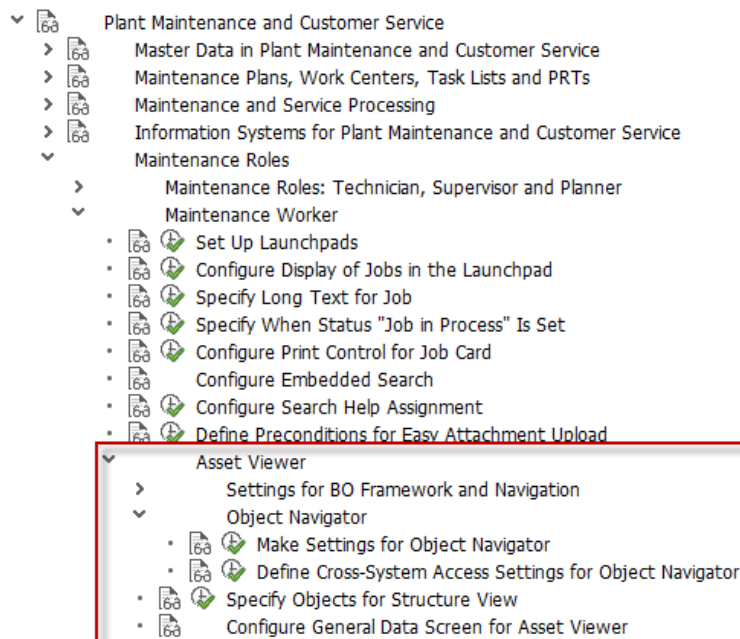 Plant Maintenance and Customer Service
Master Data in Plant Maintenance and Customer Service
Maintenance Plans, Work Centers, Task Lists and PRTs
Maintenance and Service Processing
Information Systems for Plant Maintenance and Customer Service
Maintenance Roles
Maintenance Roles: Technician, Supervisor and Planner
Maintenance Worker
Set Up Launchpads
Configure Display of Jobs in the Launchpad
Specify Long Text for Job
Specify When Status "Job in Process" Is Set
Configure Print Control for Job Card
Configure Embedded Search
Configure Search Help Assignment
Define Preconditions for Easy Attachment Upload
Asset Viewer
Settings for BO Framework and Navigation
Object Navigator
Make Settings for Object Navigator
Define Cross-System Access Settings for Object Navigator
Specify Objects for Structure View
Configure General Data Screen for Asset Viewer